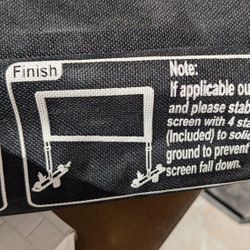 Finish
Note:
If applicable ou
and please stab
screen with 4 sta
(Included) to solid
ground to prevent
screen fall down.